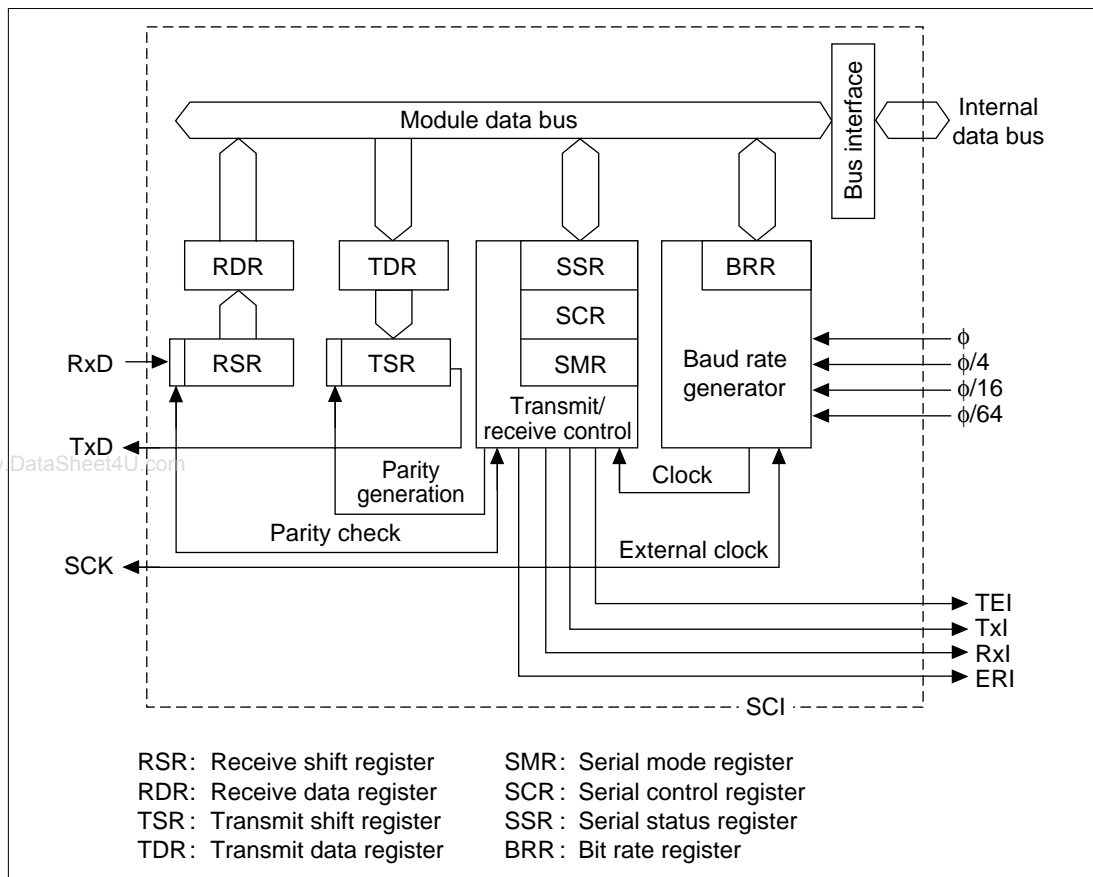 Module data bus
Bus interface
Internal
data bus
RDR
TDR
SSR
BRR
SCR
RxD
RSR
TSR
SMR
Baud rate
generator
ϕ
ϕ/4
ϕ/16
ϕ/64
Transmit/
receive control
TxD
w.DataSheet4U.com
Parity
generation
Clock
Parity check
External clock
SCK
TEI
TxI
RxI
ERI
SCI
RSR: Receive shift register
RDR: Receive data register
TSR: Transmit shift register
TDR: Transmit data register
SMR: Serial mode register
SCR: Serial control register
SSR: Serial status register
BRR: Bit rate register